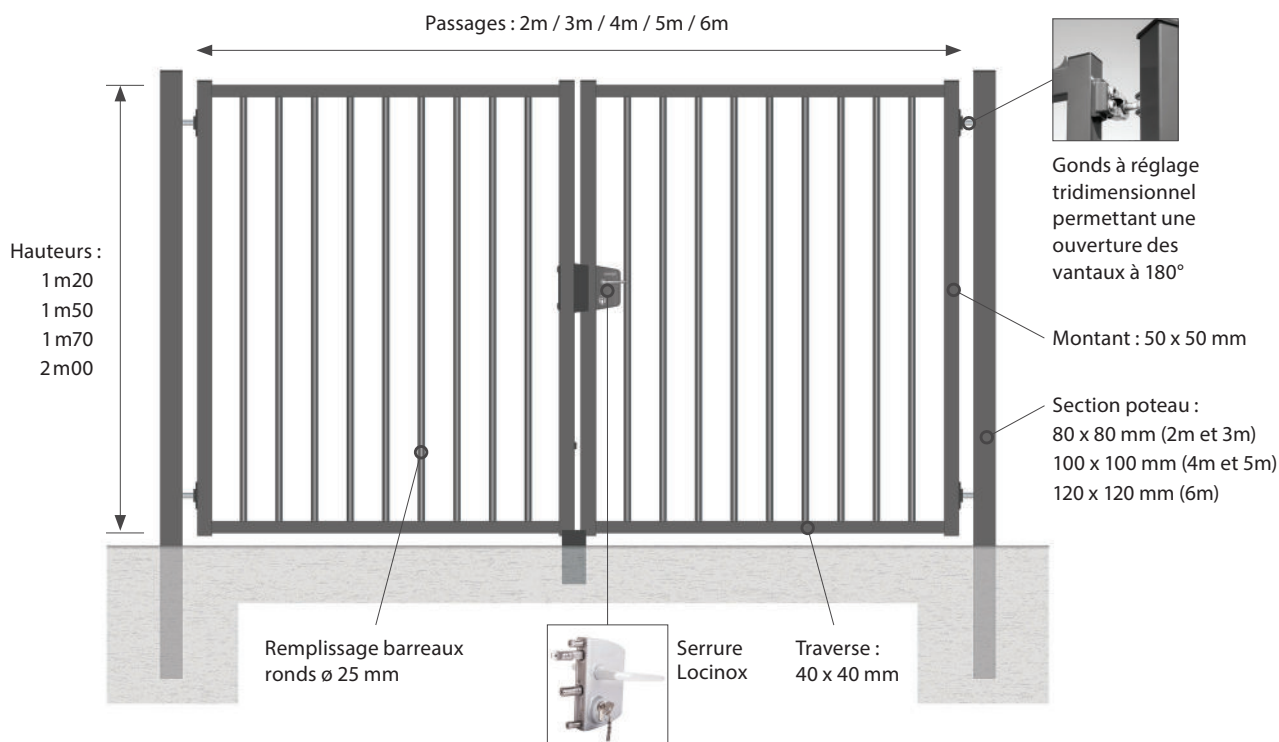 Passages : 2m / 3m / 4m / 5m / 6m
Gonds à réglage
tridimensionnel
permettant une
ouverture des
vantaux à 180°
Hauteurs :
1 m20
1 m50
1 m70
2 m00
Montant : 50 x 50 mm
Section poteau :
80 x 80 mm (2m et 3m)
100 x 100 mm (4m et 5m)
120 x 120 mm (6m)
Remplissage barreaux
ronds ø 25 mm
Serrure
Locinox
Traverse :
40 x 40 mm